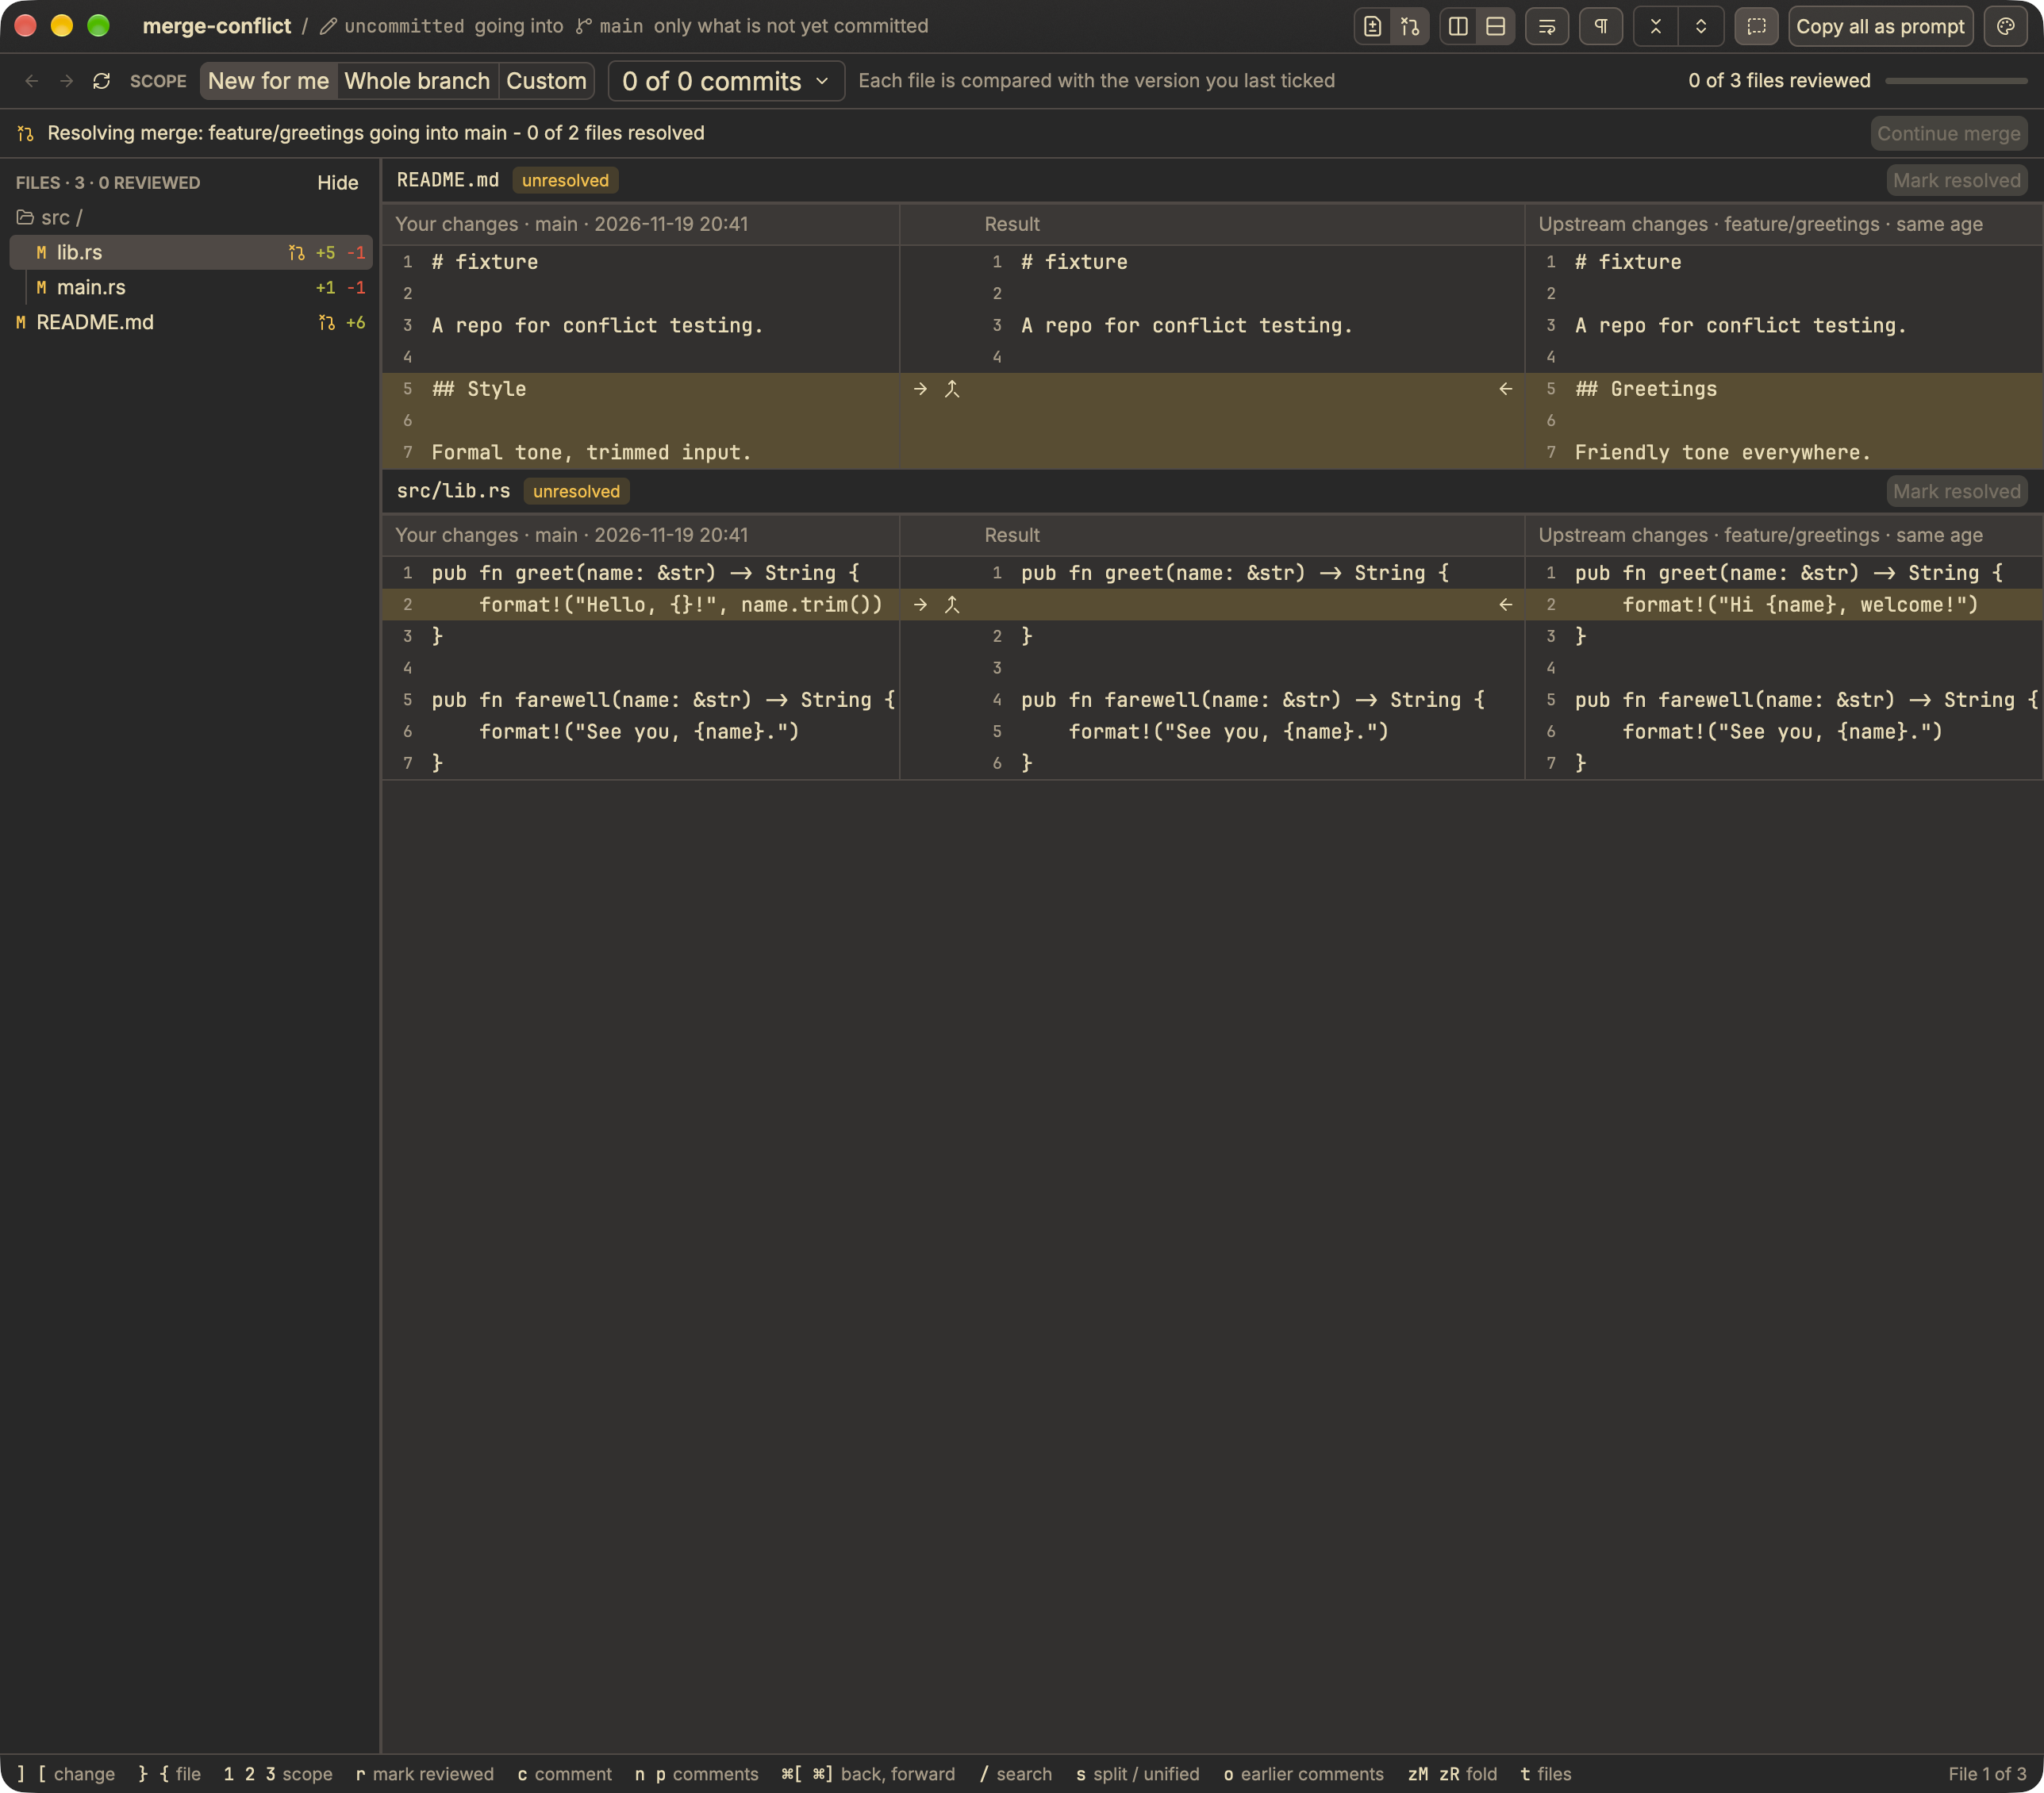 merge-conflict / uncommitted going into main only what is not yet committed
Copy all as prompt
SCOPE New for me Whole branch Custom 0 of 0 commits Each file is compared with the version you last ticked 0 of 3 files reviewed
Resolving merge: feature/greetings going into main - 0 of 2 files resolved Continue merge
FILES · 3 · 0 REVIEWED Hide
src /
M lib.rs +5 -1
M main.rs +1 -1
M README.md +6
README.md unresolved Mark resolved
Your changes · main · 2026-11-19 20:41 Result Upstream changes · feature/greetings · same age
1 # fixture 1 # fixture 1 # fixture
2 2 2
3 A repo for conflict testing. 3 A repo for conflict testing. 3 A repo for conflict testing.
4 4 4
5 ## Style → ← 5 ## Greetings
6 6
7 Formal tone, trimmed input. 7 Friendly tone everywhere.
src/lib.rs unresolved Mark resolved
Your changes · main · 2026-11-19 20:41 Result Upstream changes · feature/greetings · same age
1 pub fn greet(name: &str) -> String { 1 pub fn greet(name: &str) -> String { 1 pub fn greet(name: &str) -> String {
2 format!("Hello, {}!", name.trim()) → ← 2 format!("Hi {name}, welcome!")
3 } 2 } 3 }
4 3 4
5 pub fn farewell(name: &str) -> String { 4 pub fn farewell(name: &str) -> String { 5 pub fn farewell(name: &str) -> String {
6 format!("See you, {name}.") 5 format!("See you, {name}.") 6 format!("See you, {name}.")
7 } 6 } 7 }
] [ change } { file 1 2 3 scope r mark reviewed c comment n p comments ⌘[ ⌘] back, forward / search s split / unified o earlier comments zM zR fold t files File 1 of 3